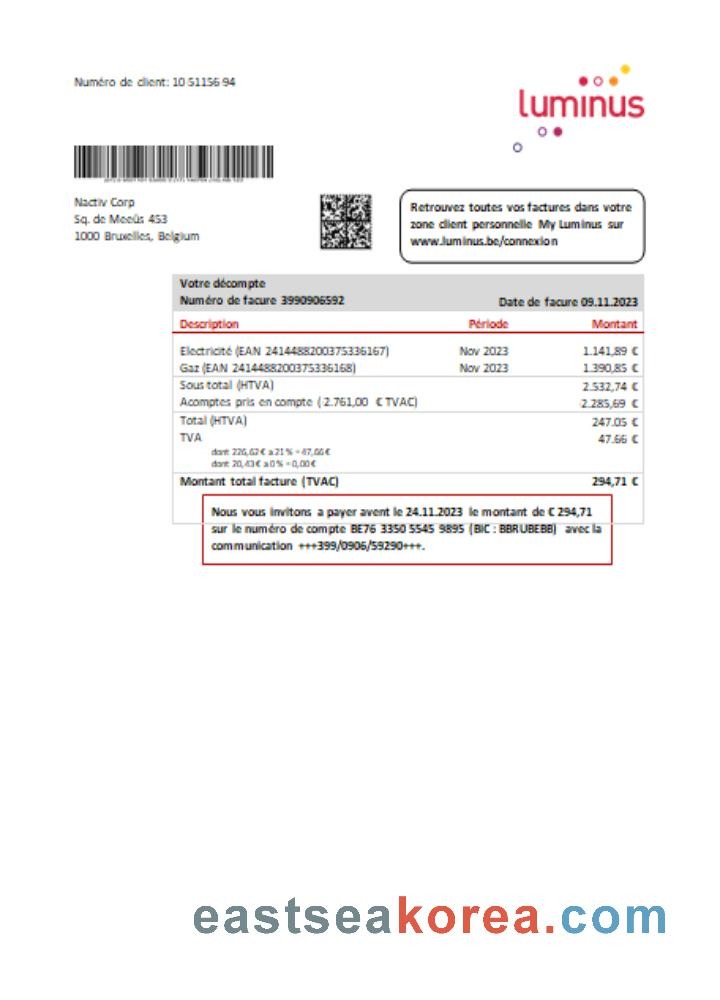 Numéro de client: 10 51156 94
luminus
Nactiv Corp
Sq. de Meeûs 453
1000 Bruxelles, Belgium
Retrouvez toutes vos factures dans votre
zone client personnelle My Luminus sur
www.luminus.be/connexion
Votre décompte
Numéro de facure 3990906592 Date de facure 09.11.2023
Description Période Montant
Electricité (EAN 2414488200375336167) Nov 2023 1.141,89 €
Gaz (EAN 2414488200375336168) Nov 2023 1.390,85 €
Sous total (HTVA) 2.532,74 €
Acomptes pris en compte (-2.761,00 € TVAC) -2.285,69 €
Total (HTVA) 247.05 €
TVA 47.66 €
dont 226,62 € a 21% = 47,66 €
dont 20,43 € a 0% = 0,00 €
Montant total facture (TVAC) 294,71 €
Nous vous invitons a payer avent le 24.11.2023 le montant de € 294,71
sur le numéro de compte BE76 3350 5545 9895 (BIC : BBRUBEBB) avec la
communication +++399/0906/59290+++.
eastseakorea.com